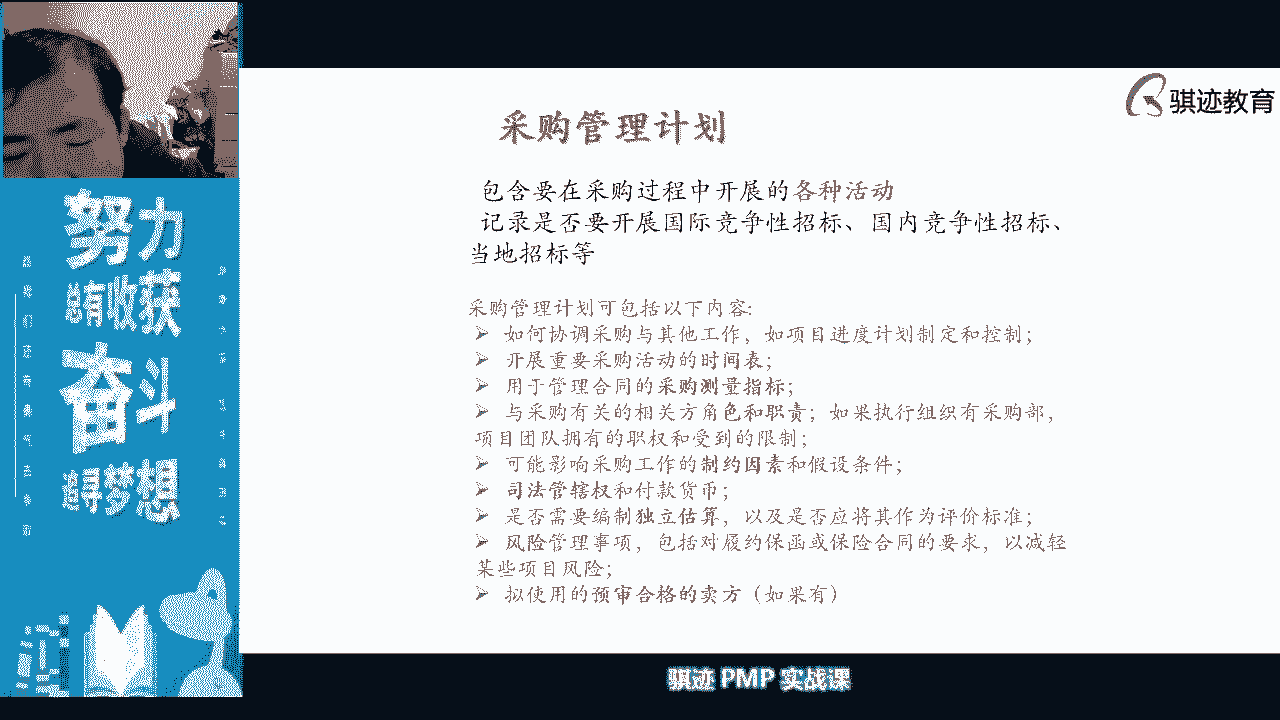 骐迹教育
采购管理计划
包含要在采购过程中开展的各种活动
记录是否要开展国际竞争性招标、国内竞争性招标、
当地招标等
采购管理计划可包括以下内容:
➢ 如何协调采购与其他工作，如项目进度计划制定和控制；
➢ 开展重要采购活动的时间表；
➢ 用于管理合同的采购测量指标；
➢ 与采购有关的相关方角色和职责；如果执行组织有采购部，
项目团队拥有的职权和受到的限制；
➢ 可能影响采购工作的制约因素和假设条件；
➢ 司法管辖权和付款货币；
➢ 是否需要编制独立估算，以及是否应将其作为评价标准；
➢ 风险管理事项，包括对履约保函或保险合同的要求，以减轻
某些项目风险；
➢ 拟使用的预审合格的卖方（如果有）
努力
总有收获
奋斗
追寻梦想
骐迹 PMP 实战课